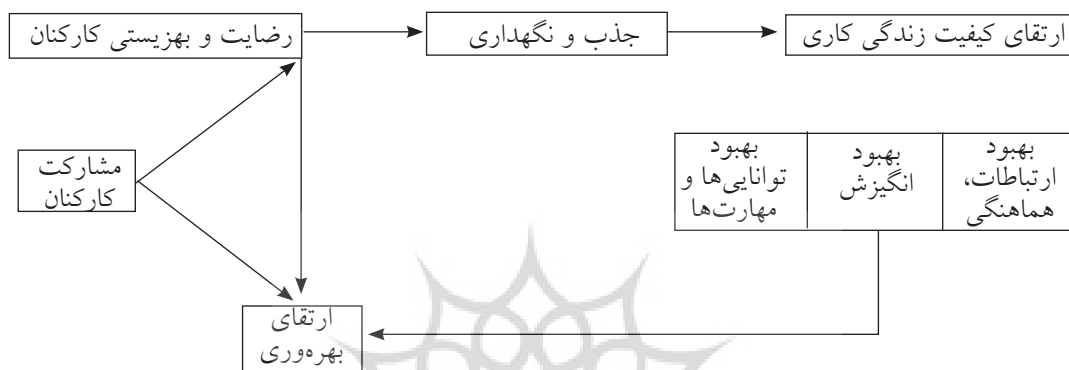 ارتقای کیفیت زندگی کاری
جذب و نگهداری
رضایت و بهزیستی کارکنان
بهبود
ارتباطات،
هماهنگی
بهبود
انگیزش
بهبود
توانایی‌ها و
مهارت‌ها
مشارکت
کارکنان
ارتقای
بهره‌وری